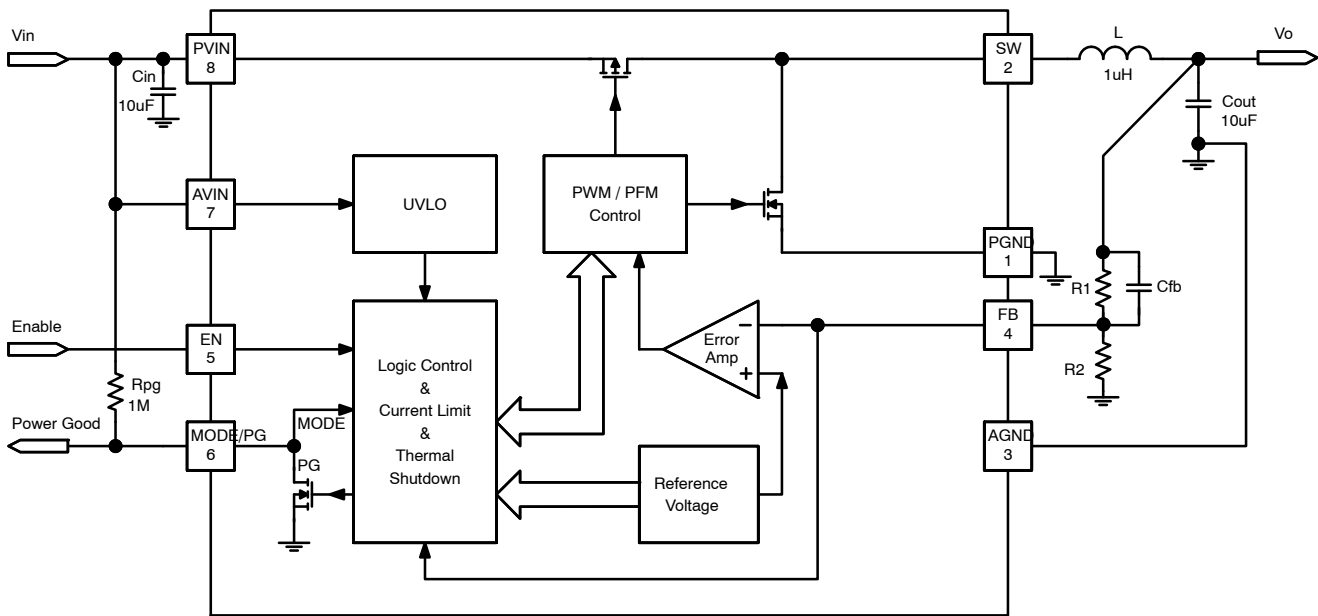 Vin
PVIN
8
Cin
10uF
SW
2
L
1uH
Vo
Cout
10uF
AVIN
7
UVLO
PWM / PFM
Control
PGND
1
R1
Cfb
Enable
EN
5
FB
4
Error
Amp
−
+
R2
Logic Control
&
Current Limit
&
Thermal
Shutdown
Rpg
1M
Power Good
MODE/PG
6
MODE
PG
Reference
Voltage
AGND
3